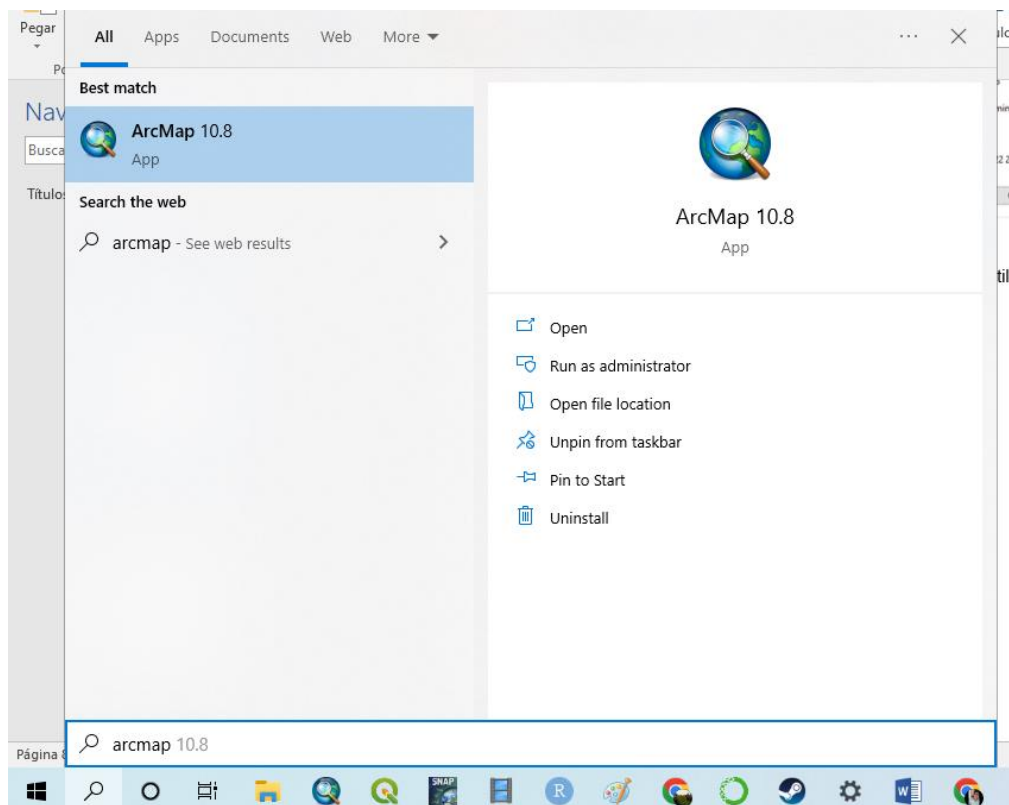 Pegar
All Apps Documents Web More
Best match
Nav
ArcMap 10.8
App
Busca
Títulos
Search the web
arcmap - See web results
ArcMap 10.8
App
Open
Run as administrator
Open file location
Unpin from taskbar
Pin to Start
Uninstall
arcmap 10.8
Página 8
SNAP
R
W